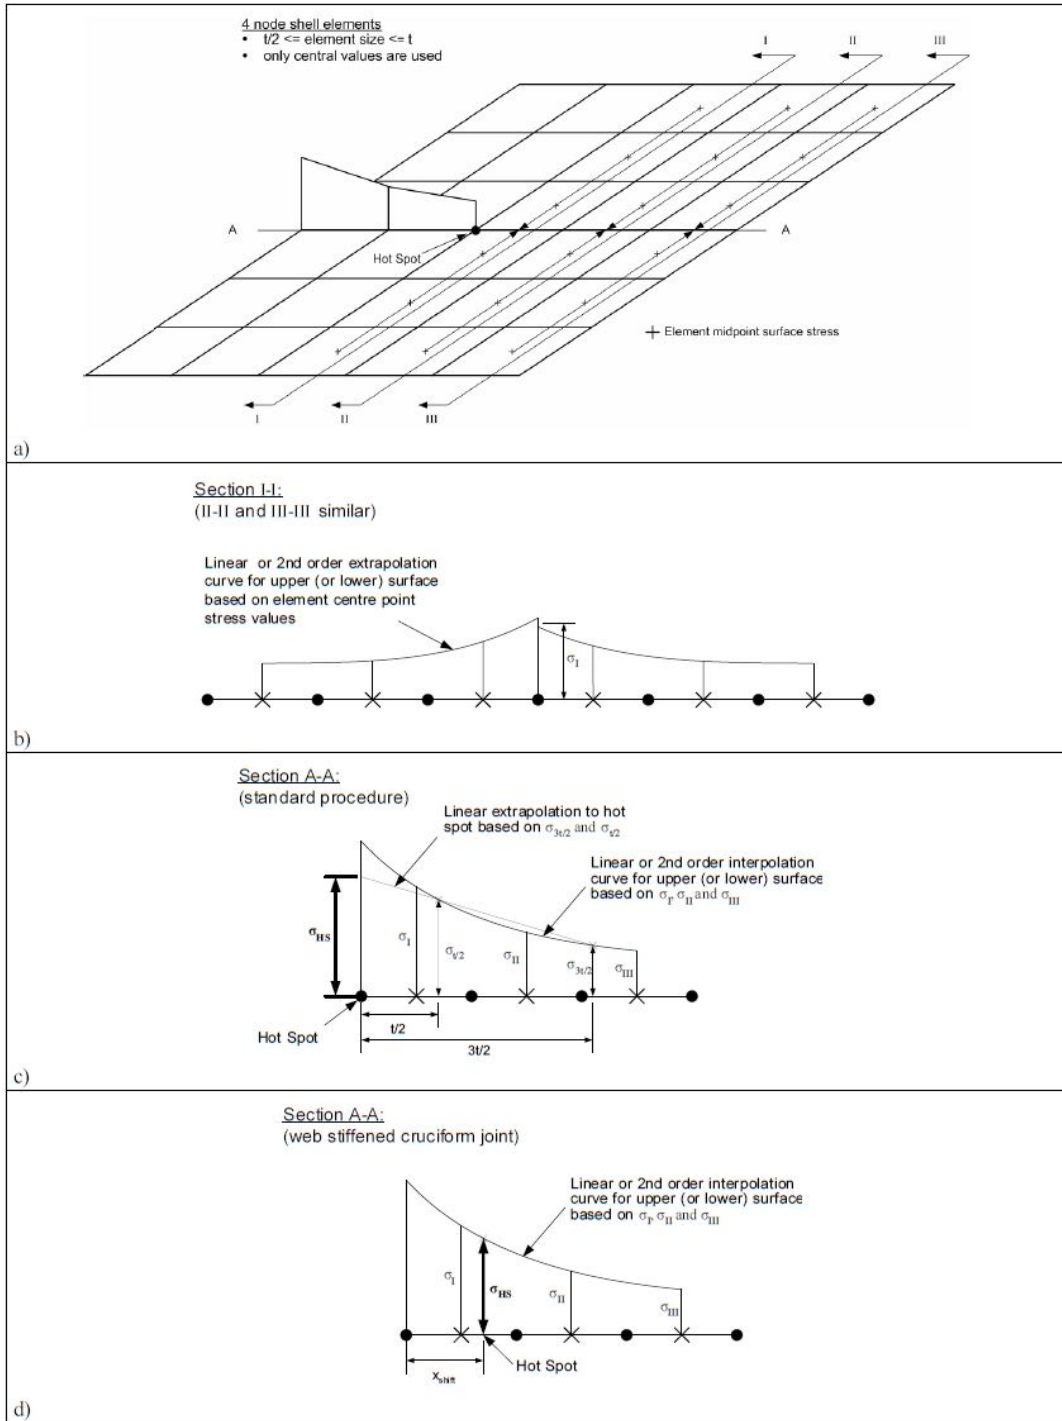 4 node shell elements
• t/2 <= element size <= t
• only central values are used
I II III
A A
Hot Spot
Element midpoint surface stress
I II III
a)
Section I-I:
(II-II and III-III similar)
Linear or 2nd order extrapolation
curve for upper (or lower) surface
based on element centre point
stress values
σI
b)
Section A-A:
(standard procedure)
Linear extrapolation to hot
spot based on σ3t/2 and σt/2
Linear or 2nd order interpolation
curve for upper (or lower) surface
based on σI, σII and σIII
σHS σI σt/2 σII σ3t/2 σIII
Hot Spot
t/2
3t/2
c)
Section A-A:
(web stiffened cruciform joint)
Linear or 2nd order interpolation
curve for upper (or lower) surface
based on σI, σII and σIII
σI σHS σII σIII
Hot Spot
xshift
d)